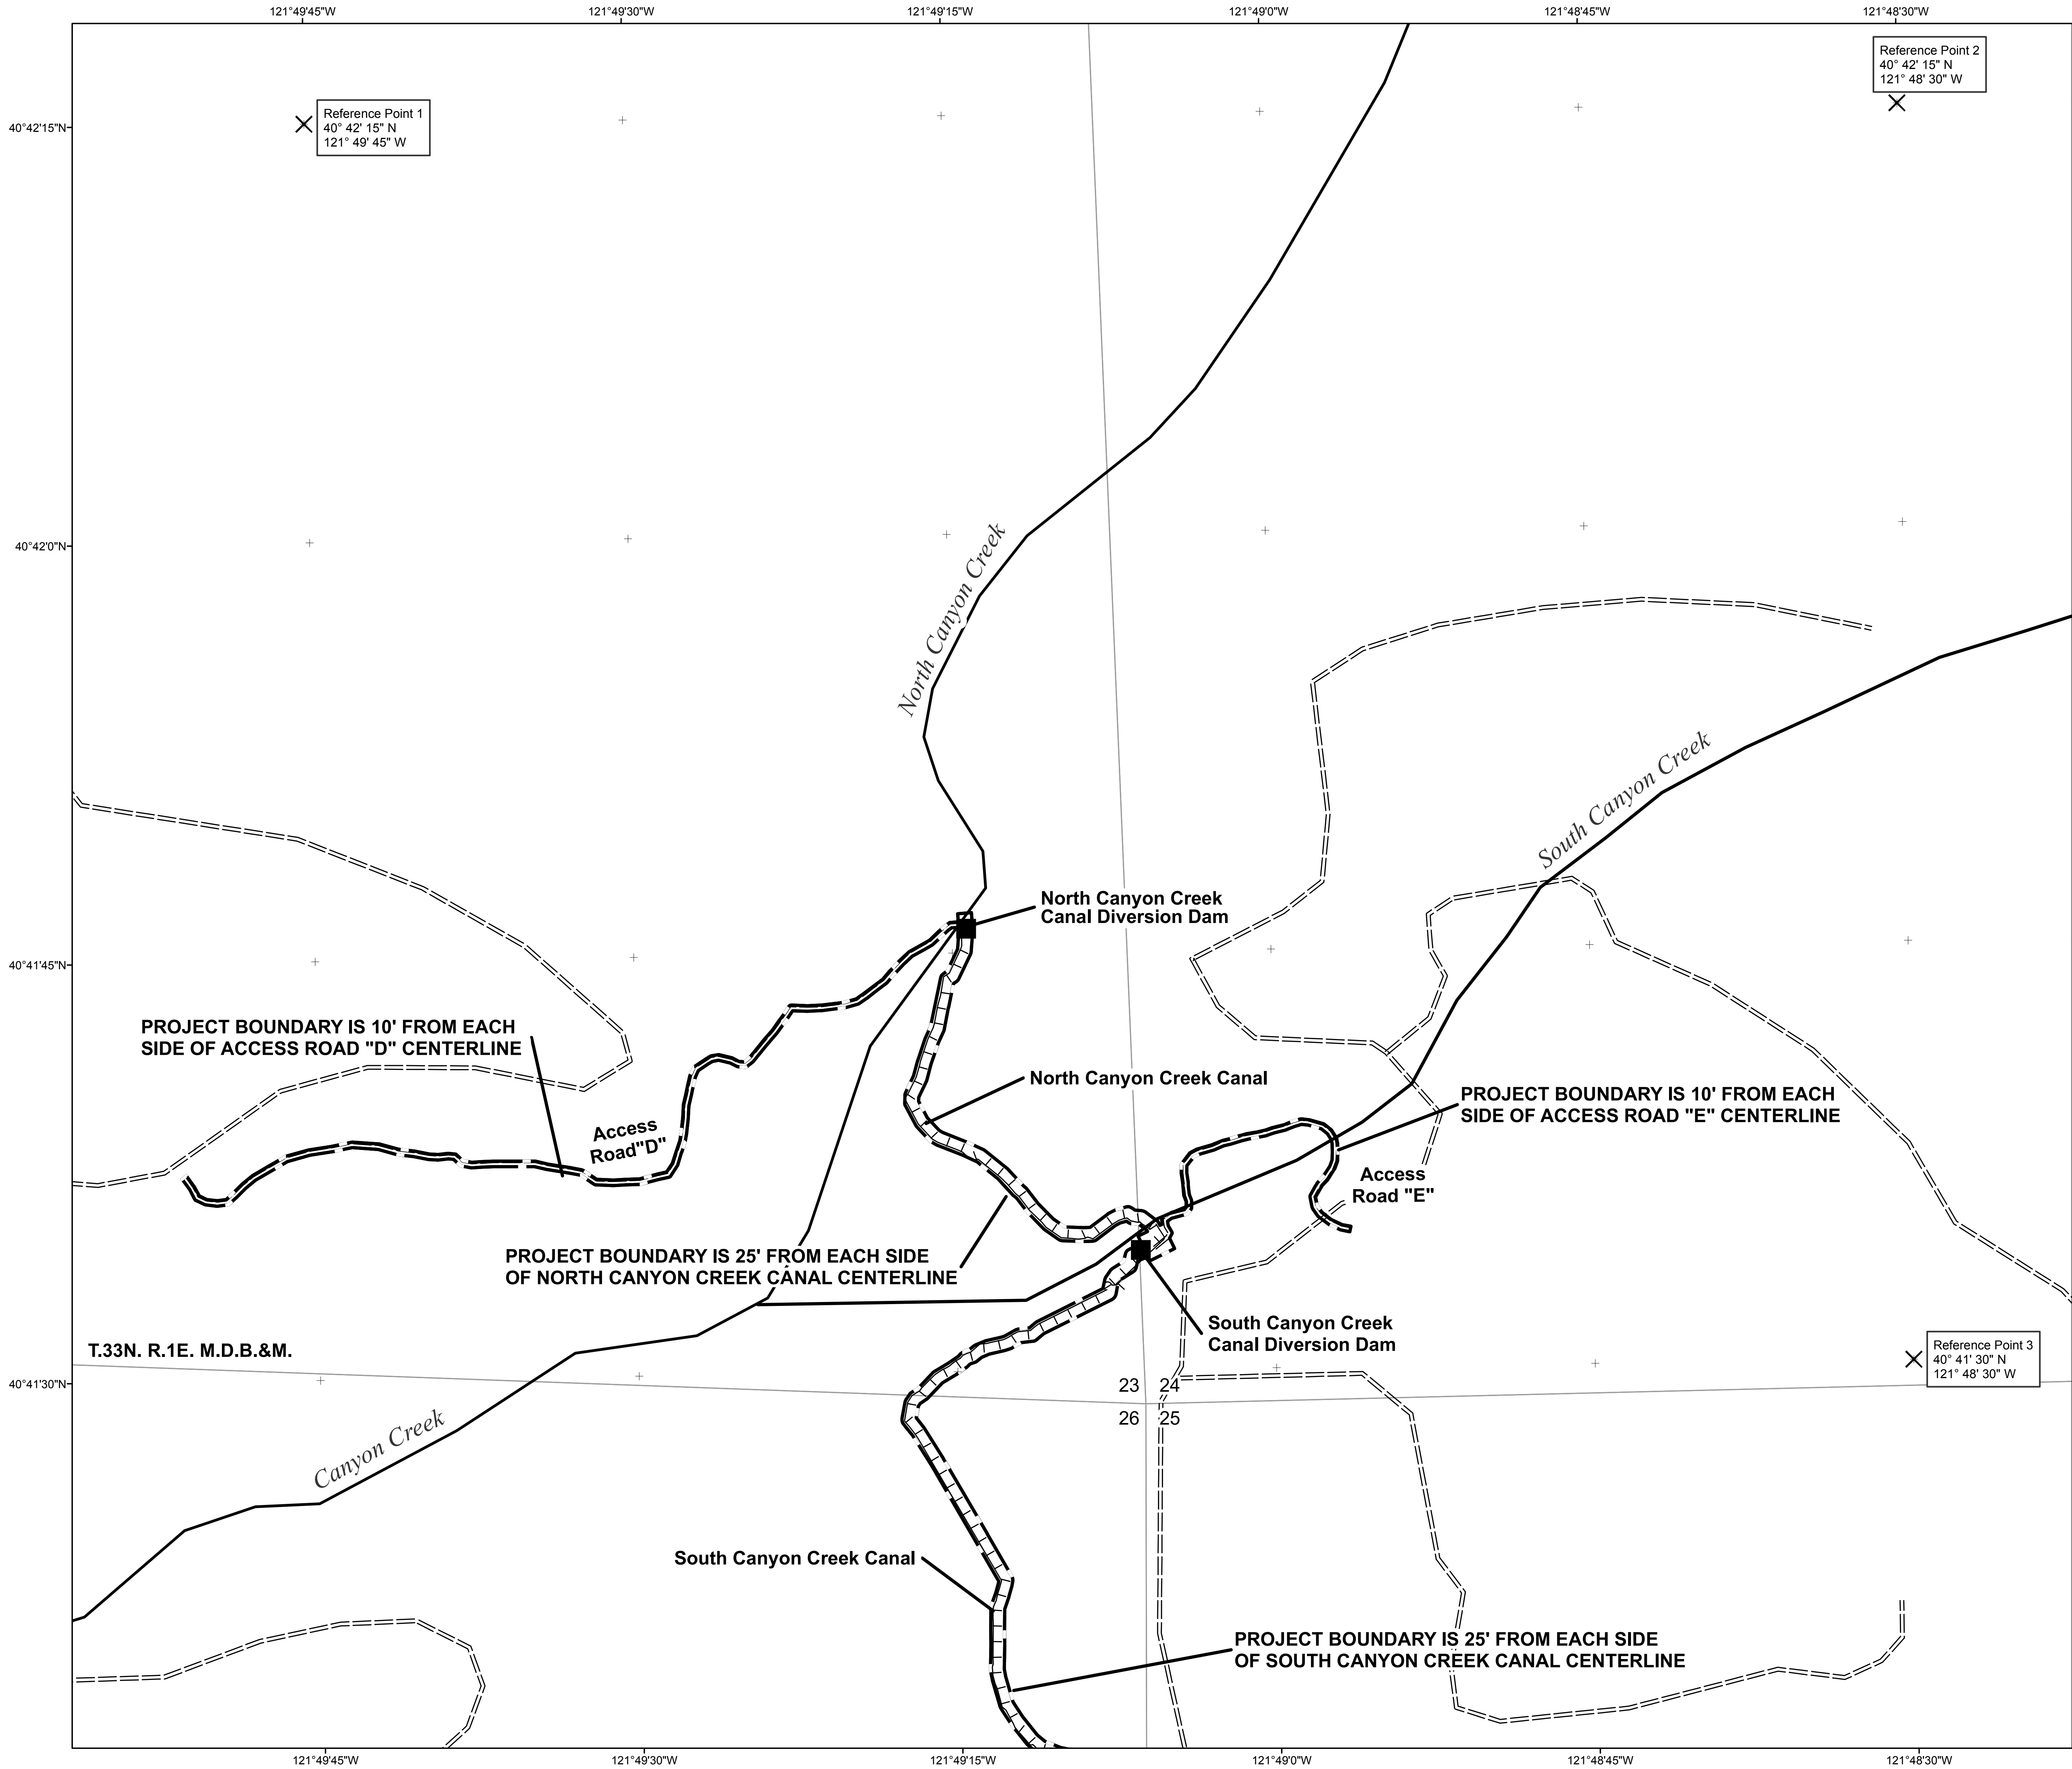 121°49'45"W
121°49'30"W
121°49'15"W
121°49'0"W
121°48'45"W
121°48'30"W
Reference Point 2
40° 42' 15" N
121° 48' 30" W
Reference Point 1
40° 42' 15" N
121° 49' 45" W
40°42'15"N
40°42'0"N
North Canyon Creek
South Canyon Creek
North Canyon Creek
Canal Diversion Dam
40°41'45"N
PROJECT BOUNDARY IS 10' FROM EACH
SIDE OF ACCESS ROAD "D" CENTERLINE
North Canyon Creek Canal
PROJECT BOUNDARY IS 10' FROM EACH
SIDE OF ACCESS ROAD "E" CENTERLINE
Access
Road"D"
Access
Road "E"
PROJECT BOUNDARY IS 25' FROM EACH SIDE
OF NORTH CANYON CREEK CANAL CENTERLINE
South Canyon Creek
Canal Diversion Dam
T.33N. R.1E. M.D.B.&M.
Reference Point 3
40° 41' 30" N
121° 48' 30" W
40°41'30"N
23 24
26 25
Canyon Creek
South Canyon Creek Canal
PROJECT BOUNDARY IS 25' FROM EACH SIDE
OF SOUTH CANYON CREEK CANAL CENTERLINE
121°49'45"W
121°49'30"W
121°49'15"W
121°49'0"W
121°48'45"W
121°48'30"W